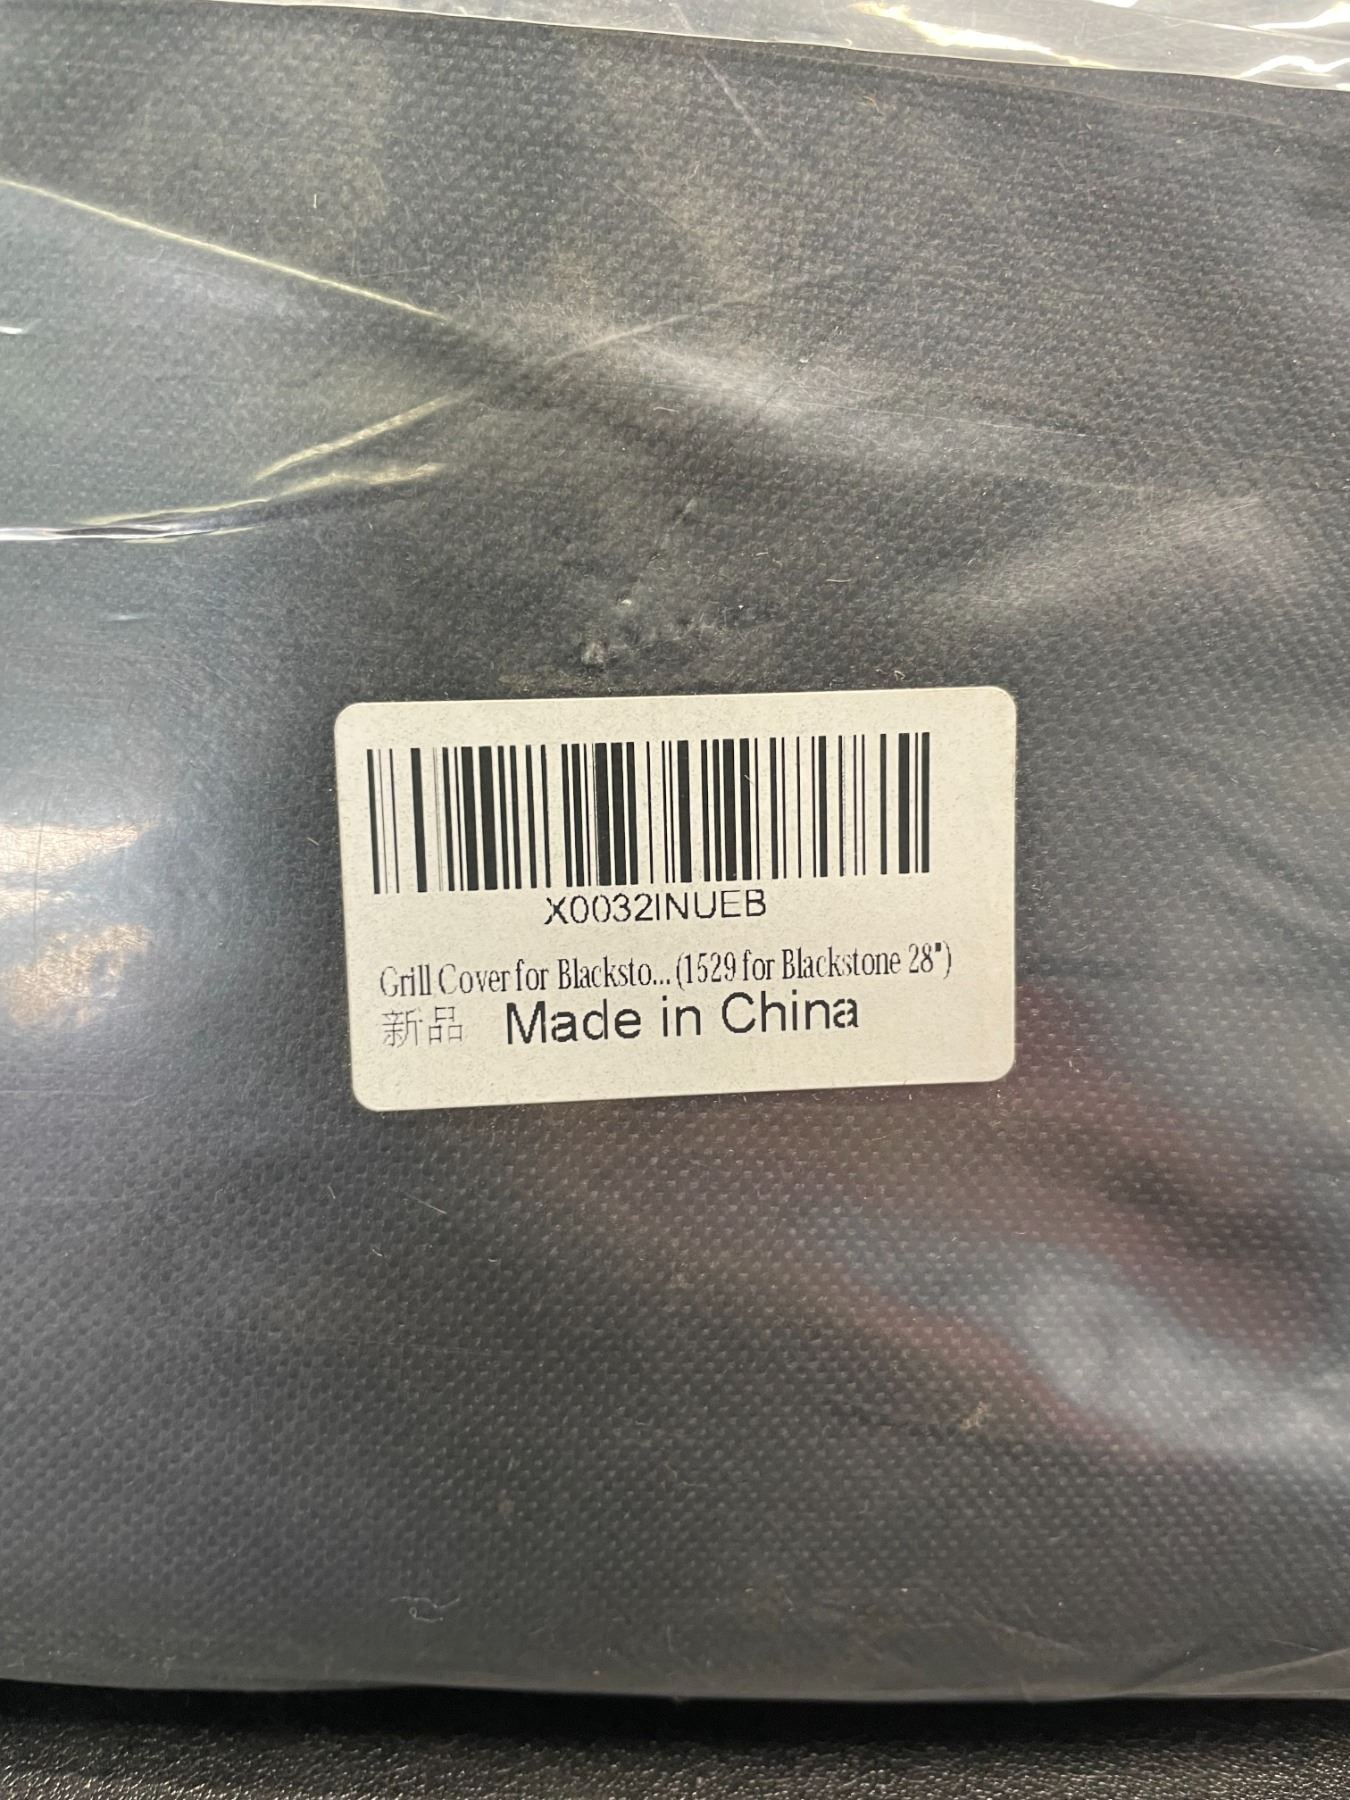 X0032INUEB
Grill Cover for Blacksto... (1529 for Blackstone 28")
新品 Made in China